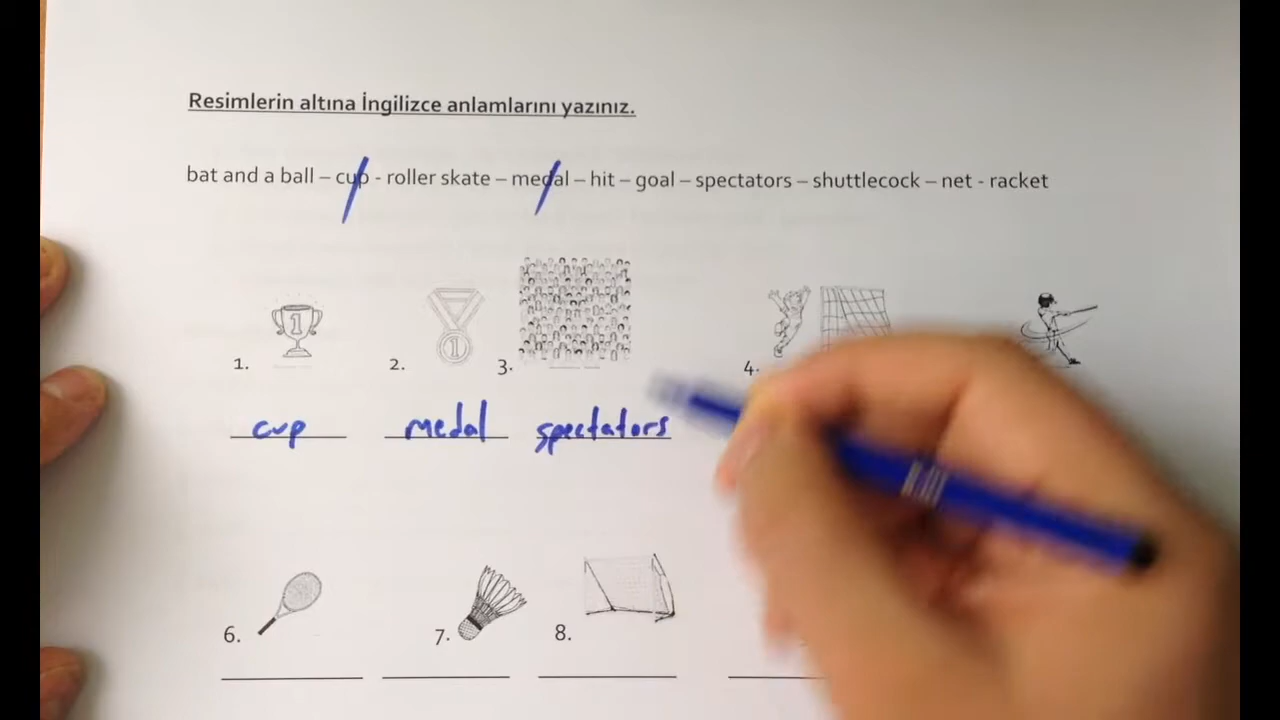 Resimlerin altına İngilizce anlamlarını yazınız.
bat and a ball – cup - roller skate – medal – hit – goal – spectators – shuttlecock – net - racket
1. 2. 3. 4.
cup medal spectators
6. 7. 8.